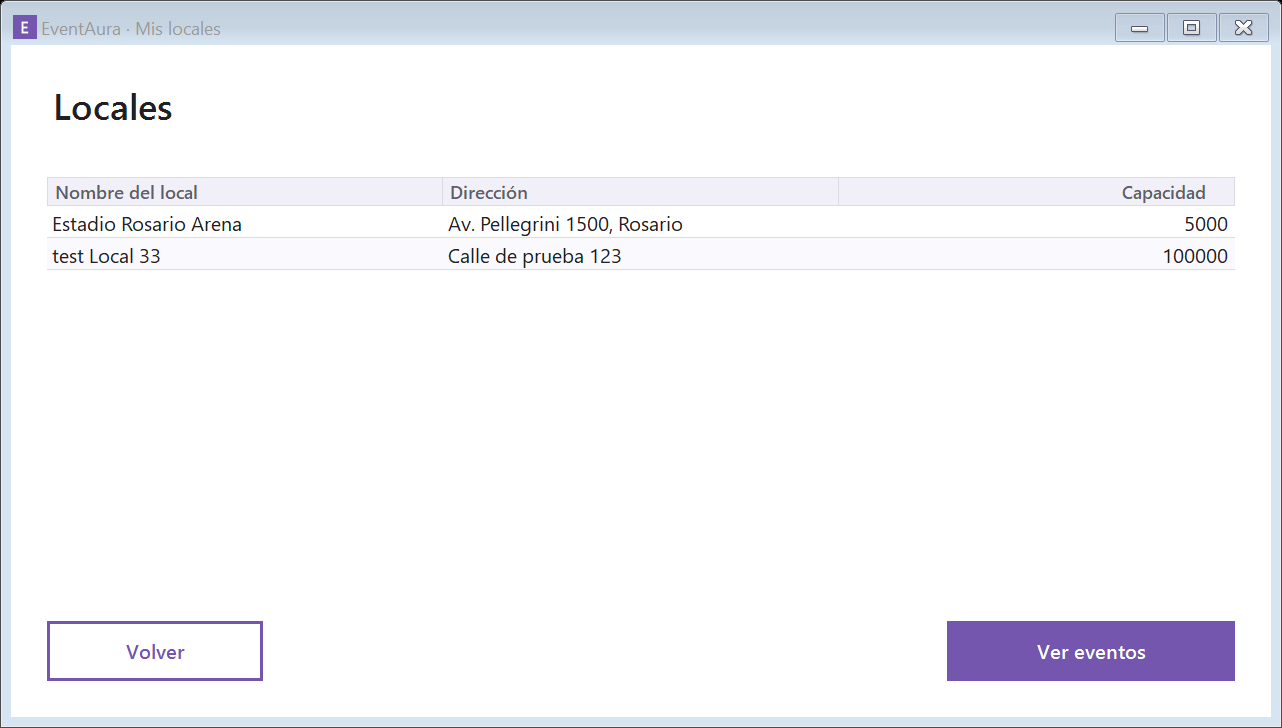 E EventAura · Mis locales
Locales
Nombre del local Dirección Capacidad
Estadio Rosario Arena Av. Pellegrini 1500, Rosario 5000
test Local 33 Calle de prueba 123 100000
Volver Ver eventos